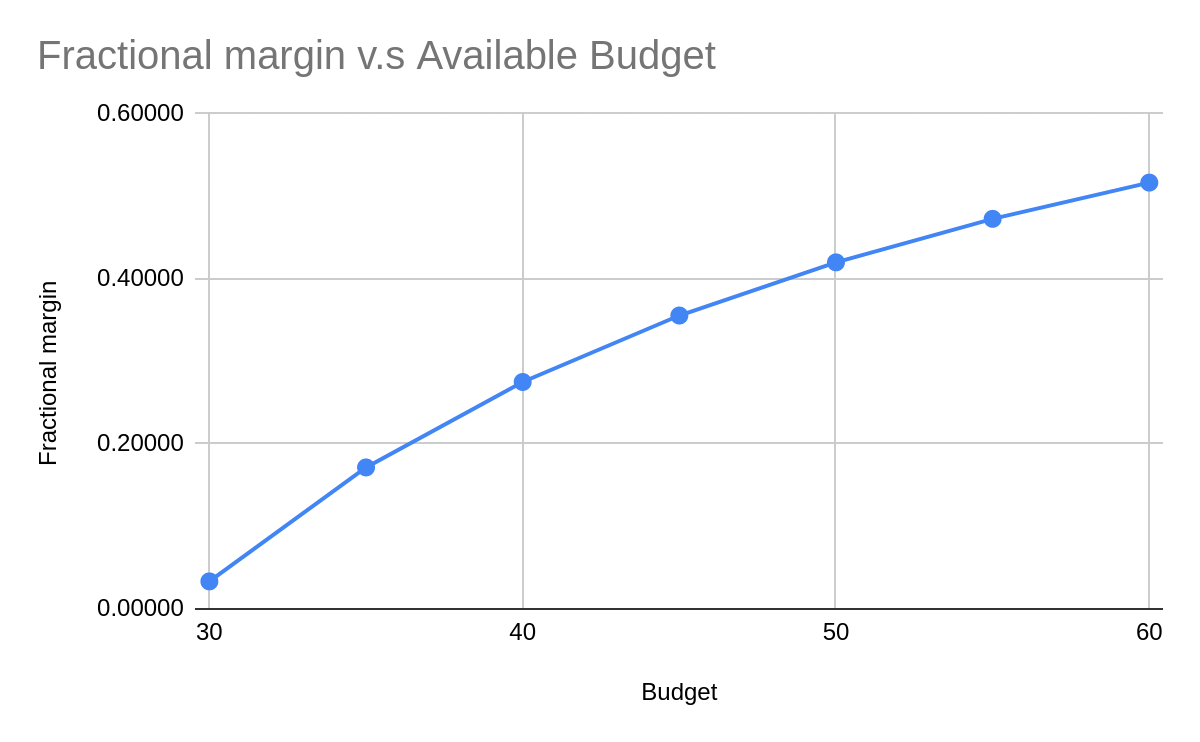 Fractional margin v.s Available Budget
0.60000
0.40000
0.20000
0.00000
Fractional margin
30 40 50 60
Budget